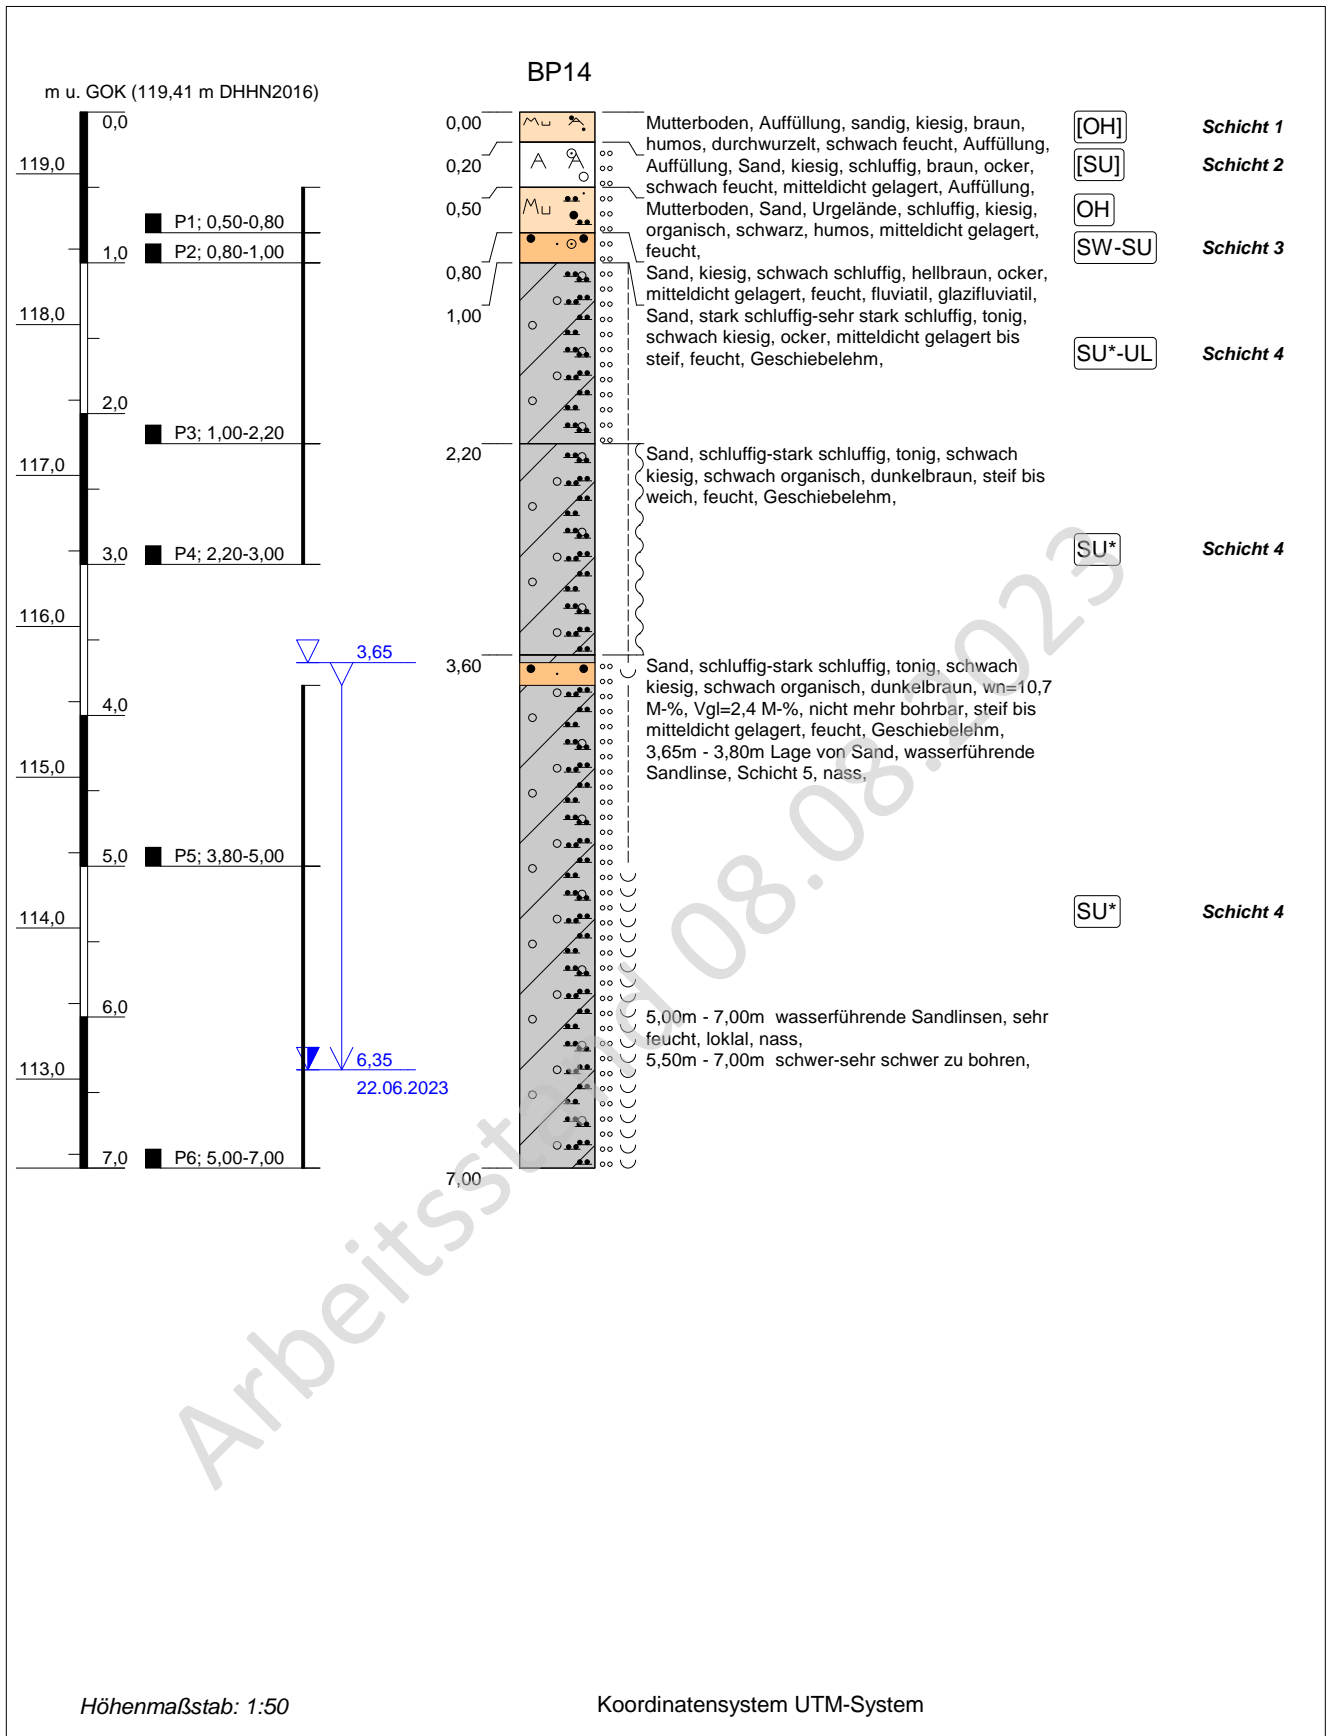 BP14
m u. GOK (119,41 m DHHN2016)
0,0
119,0
1,0
118,0
2,0
117,0
3,0
116,0
4,0
115,0
5,0
114,0
6,0
113,0
7,0
P1; 0,50-0,80
P2; 0,80-1,00
P3; 1,00-2,20
P4; 2,20-3,00
P5; 3,80-5,00
P6; 5,00-7,00
3,65
6,35
22.06.2023
0,00
0,20
0,50
0,80
1,00
2,20
3,60
7,00
Mutterboden, Auffüllung, sandig, kiesig, braun,
humos, durchwurzelt, schwach feucht, Auffüllung,
Auffüllung, Sand, kiesig, schluffig, braun, ocker,
schwach feucht, mitteldicht gelagert, Auffüllung,
Mutterboden, Sand, Urgelände, schluffig, kiesig,
organisch, schwarz, humos, mitteldicht gelagert,
feucht,
Sand, kiesig, schwach schluffig, hellbraun, ocker,
mitteldicht gelagert, feucht, fluviatil, glazifluviatil,
Sand, stark schluffig-sehr stark schluffig, tonig,
schwach kiesig, ocker, mitteldicht gelagert bis
steif, feucht, Geschiebelehm,
Sand, schluffig-stark schluffig, tonig, schwach
kiesig, schwach organisch, dunkelbraun, steif bis
weich, feucht, Geschiebelehm,
Sand, schluffig-stark schluffig, tonig, schwach
kiesig, schwach organisch, dunkelbraun, wn=10,7
M-%, Vgl=2,4 M-%, nicht mehr bohrbar, steif bis
mitteldicht gelagert, feucht, Geschiebelehm,
3,65m - 3,80m Lage von Sand, wasserführende
Sandlinse, Schicht 5, nass,
5,00m - 7,00m wasserführende Sandlinsen, sehr
feucht, loklal, nass,
5,50m - 7,00m schwer-sehr schwer zu bohren,
[OH] Schicht 1
[SU] Schicht 2
OH
SW-SU Schicht 3
SU*-UL Schicht 4
SU* Schicht 4
SU* Schicht 4
Arbeitsstand 08.08.2023
Höhenmaßstab: 1:50
Koordinatensystem UTM-System